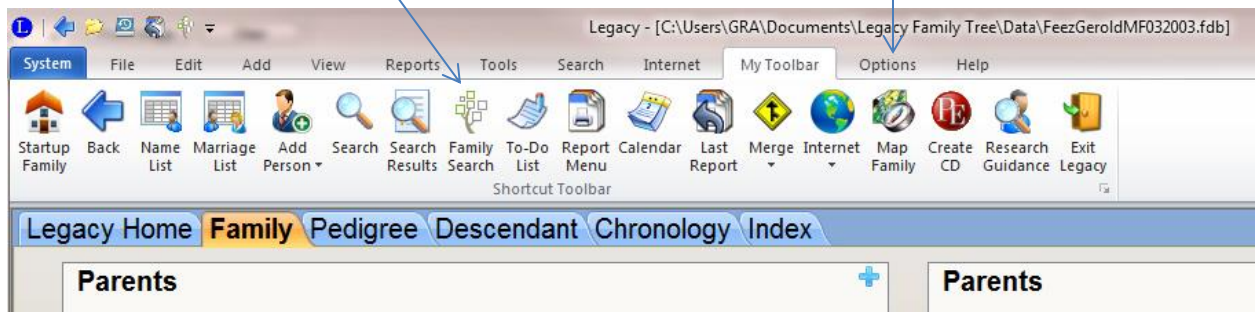 Legacy - [C:\Users\GRA\Documents\Legacy Family Tree\Data\FeezGeroldMF032003.fdb]
System File Edit Add View Reports Tools Search Internet My Toolbar Options Help
Startup Family Back Name List Marriage List Add Person Search Search Results Family Search To-Do List Report Menu Calendar Last Report Merge Internet Map Family Create CD Research Guidance Exit Legacy
Shortcut Toolbar
Legacy Home Family Pedigree Descendant Chronology Index
Parents Parents